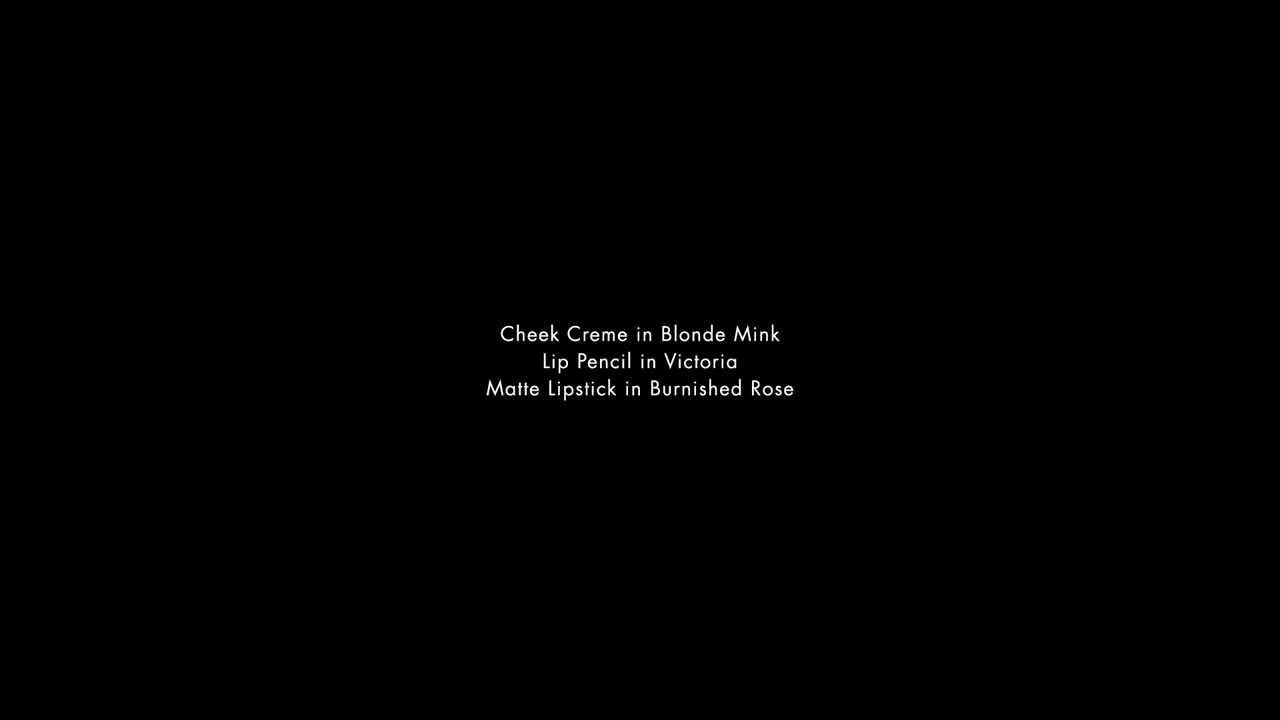 Cheek Creme in Blonde Mink
Lip Pencil in Victoria
Matte Lipstick in Burnished Rose